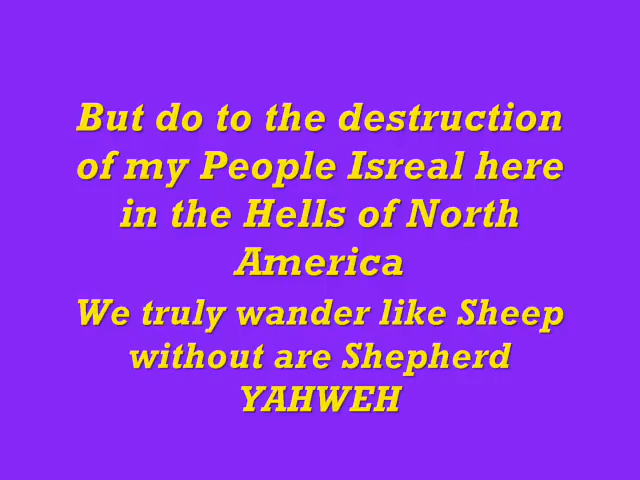 But do to the destruction
of my People Isreal here
in the Hells of North
America
We truly wander like Sheep
without are Shepherd
YAHWEH